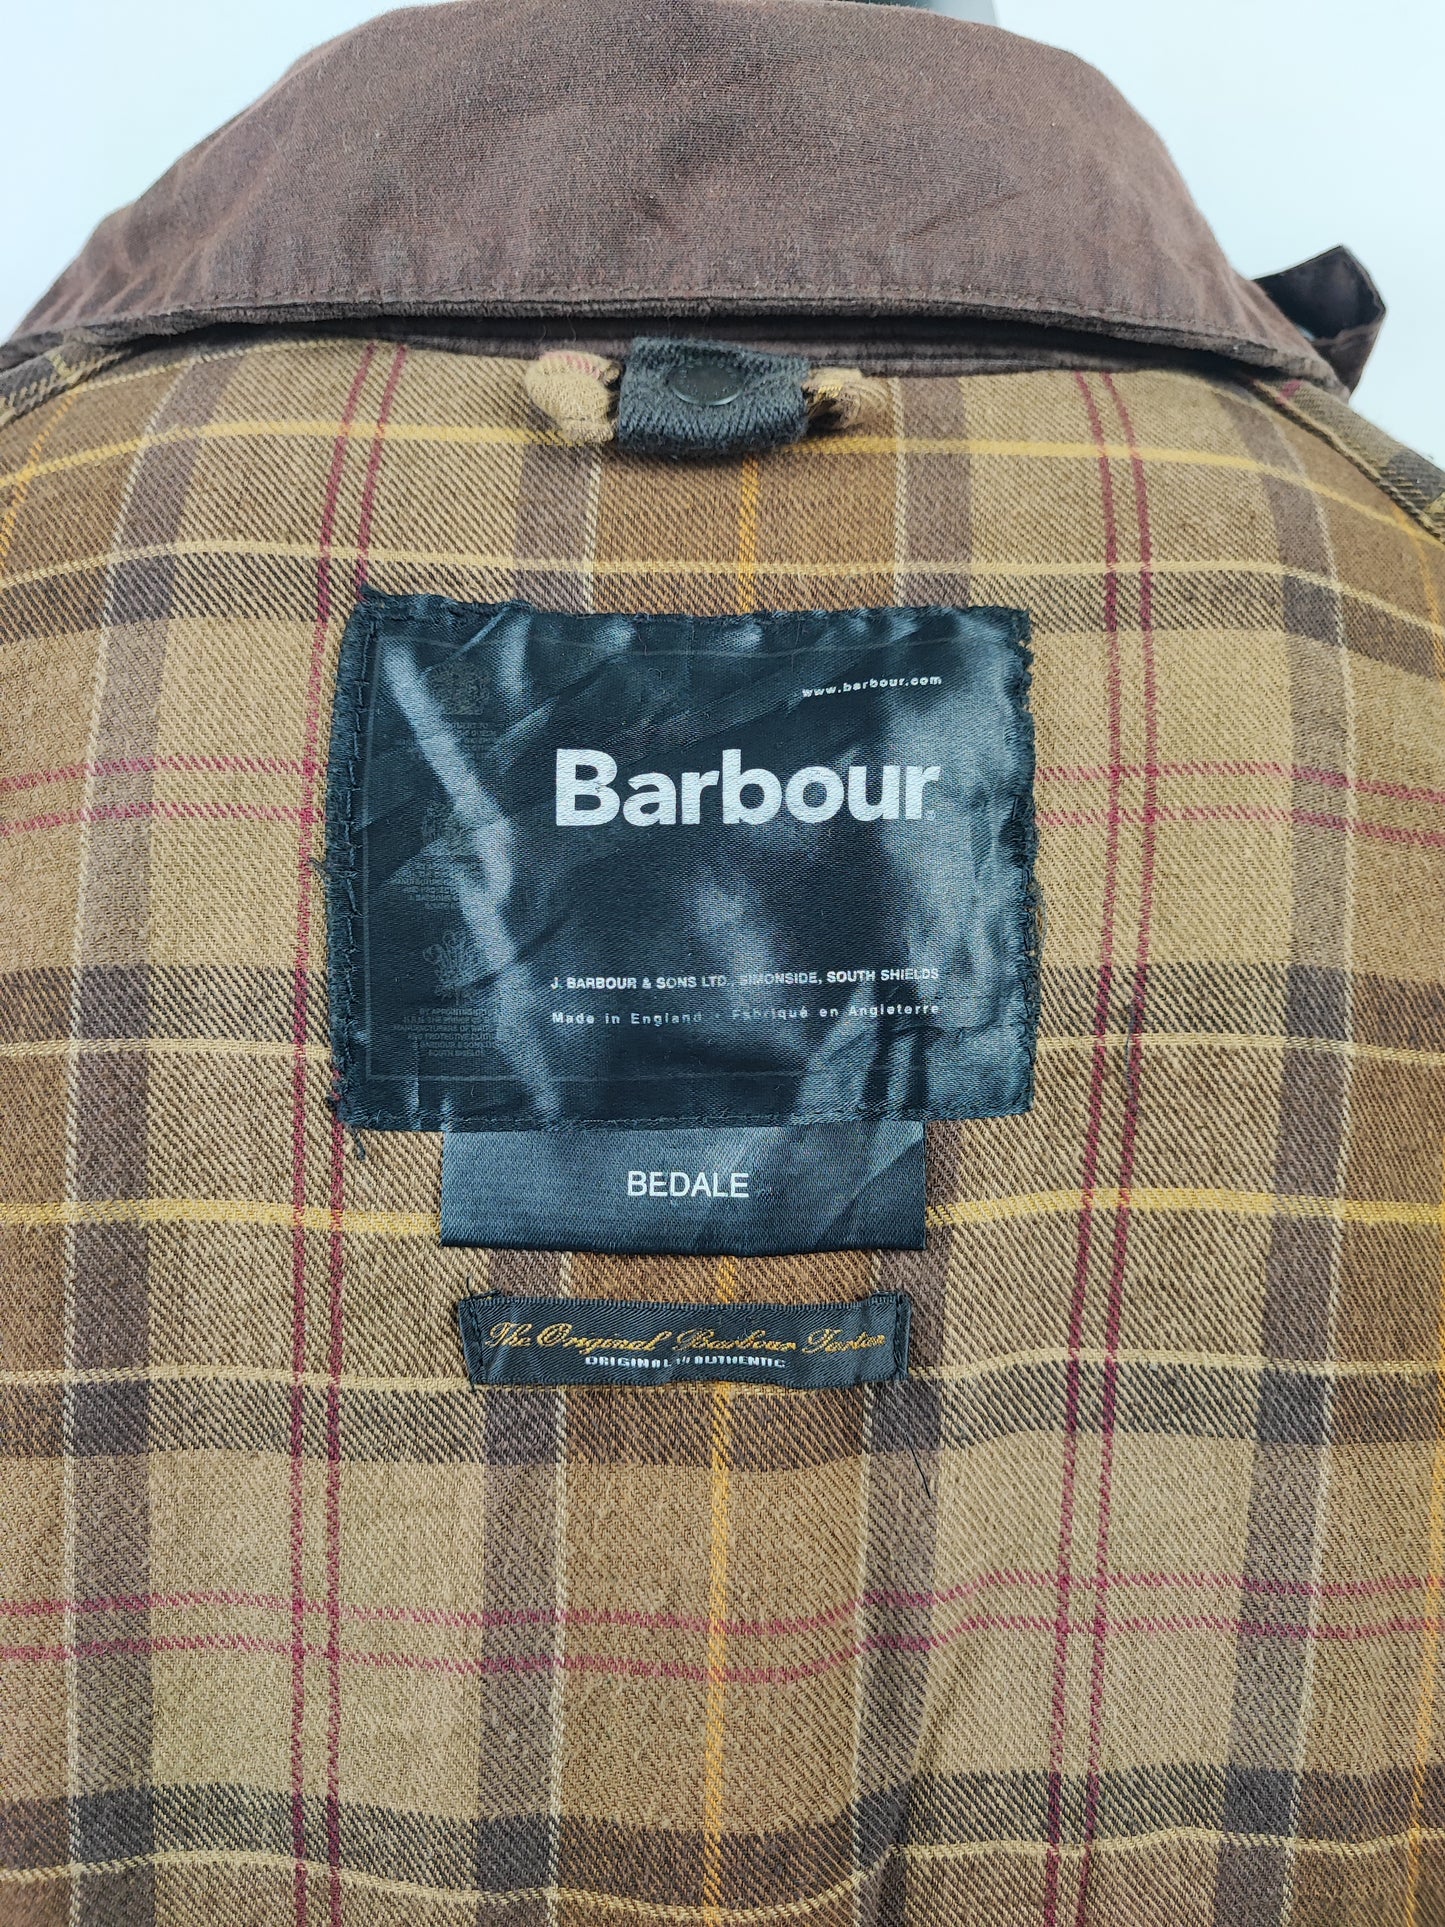 www.barbour.com
Barbour
J. BARBOUR & SONS LTD., SIMONSIDE, SOUTH SHIELDS
Made in England • Fabriqué en Angleterre
BEDALE
The Original Barbour Tartan
ORIGINAL AUTHENTIC